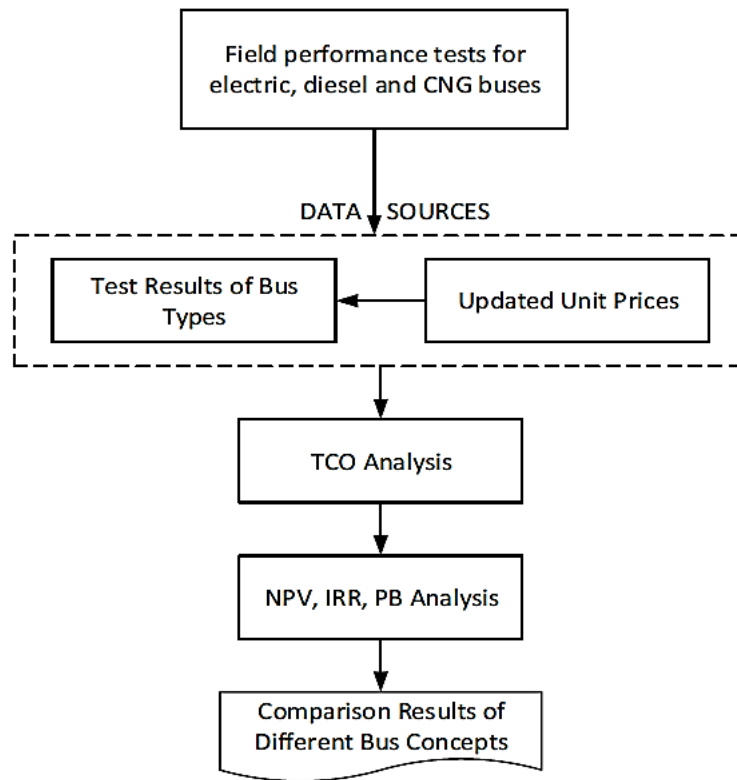 Field performance tests for
electric, diesel and CNG buses
DATA SOURCES
Test Results of Bus
Types
Updated Unit Prices
TCO Analysis
NPV, IRR, PB Analysis
Comparison Results of
Different Bus Concepts